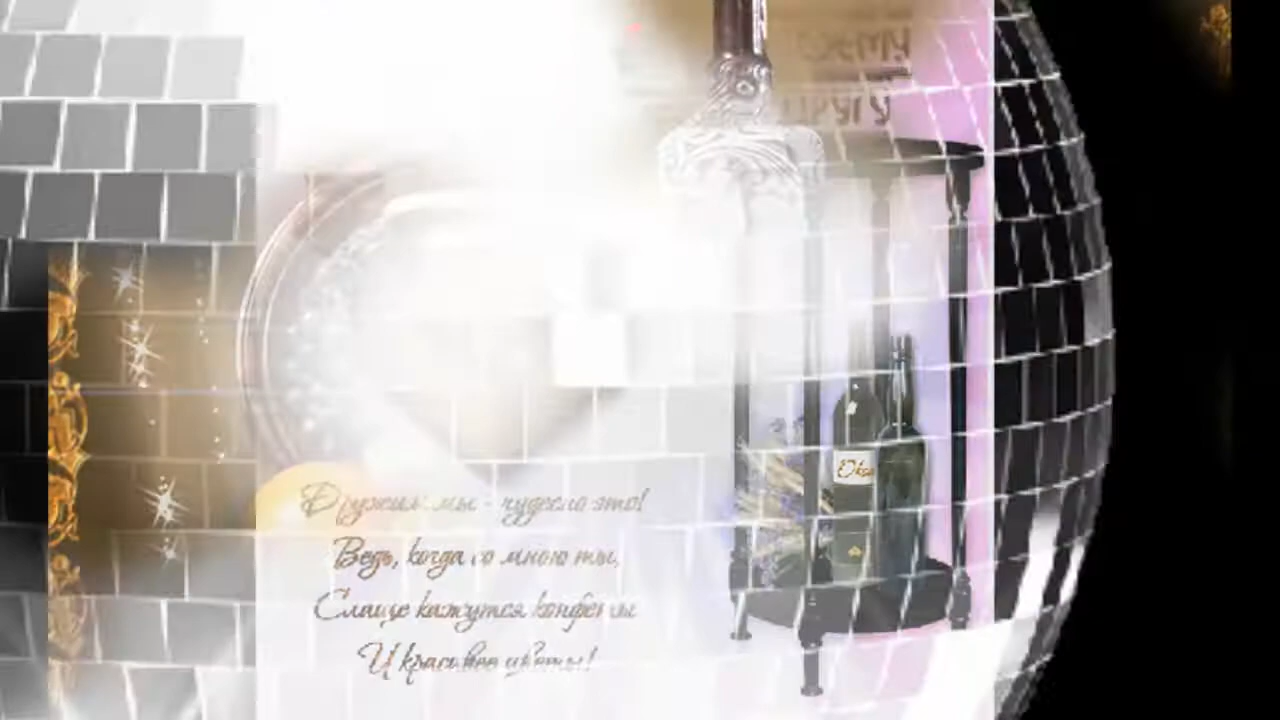 Дружим мы - чудесно это!
Ведь, когда со мною ты,
Слаще кажутся конфеты
И красивее цветы!